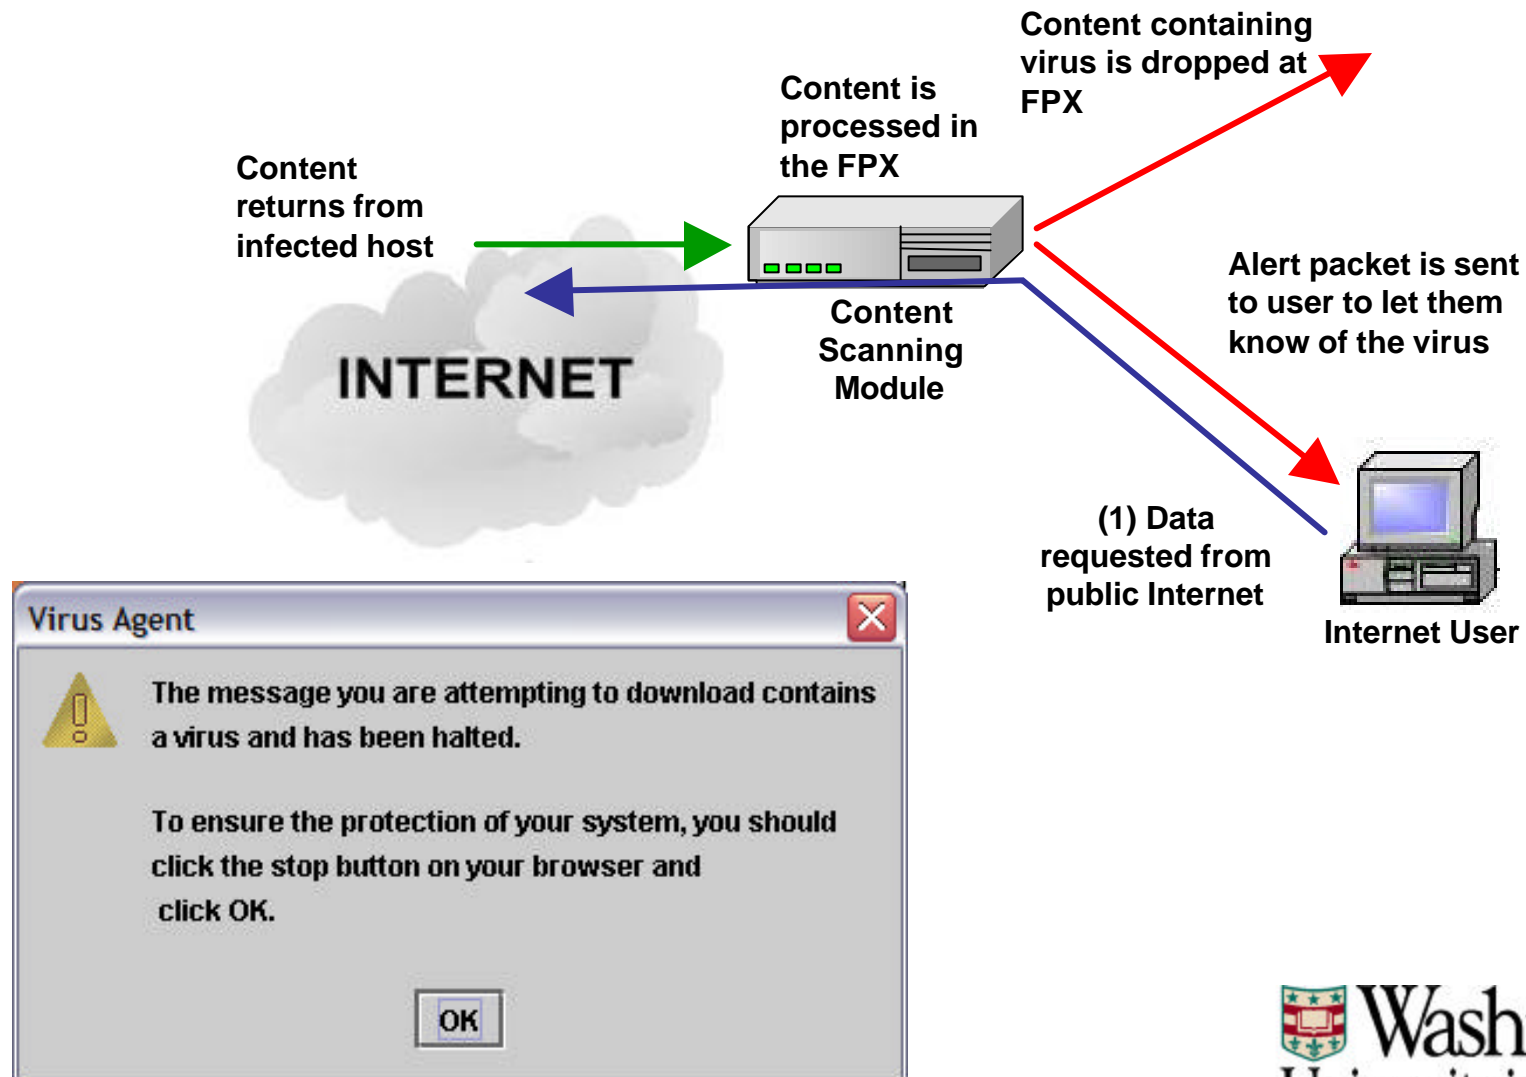 Content containing
virus is dropped at
FPX
Content is
processed in
the FPX
Content
returns from
infected host
Alert packet is sent
to user to let them
know of the virus
INTERNET
Content
Scanning
Module
(1) Data
requested from
public Internet
Internet User
Virus Agent
The message you are attempting to download contains
a virus and has been halted.
To ensure the protection of your system, you should
click the stop button on your browser and
click OK.
OK
Wash